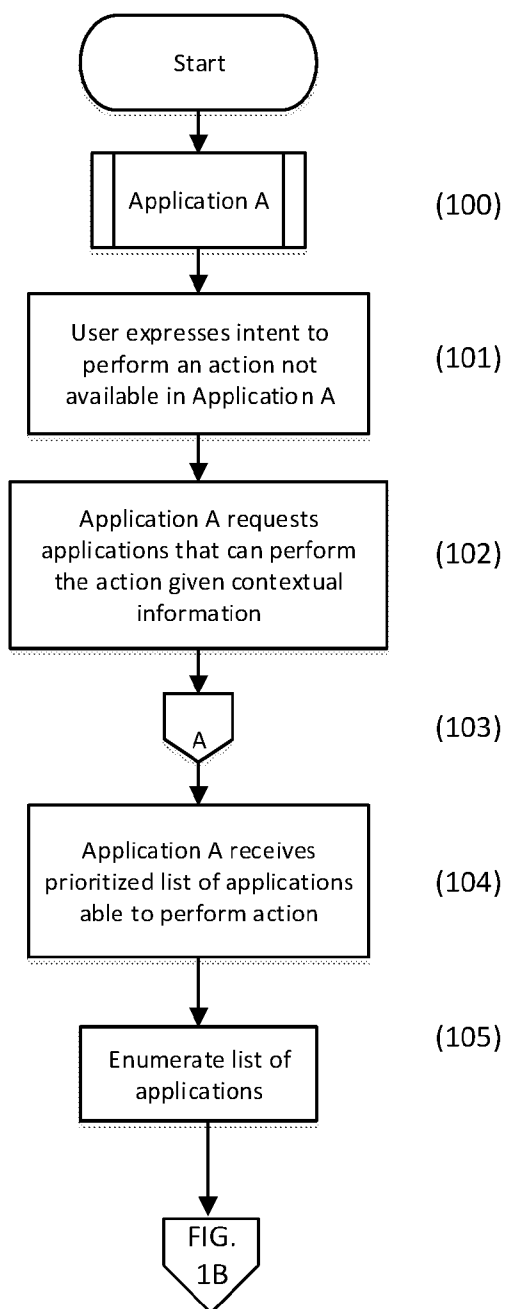 Start
Application A
(100)
User expresses intent to
perform an action not
available in Application A
(101)
Application A requests
applications that can perform
the action given contextual
information
(102)
A
(103)
Application A receives
prioritized list of applications
able to perform action
(104)
Enumerate list of
applications
(105)
FIG.
1B